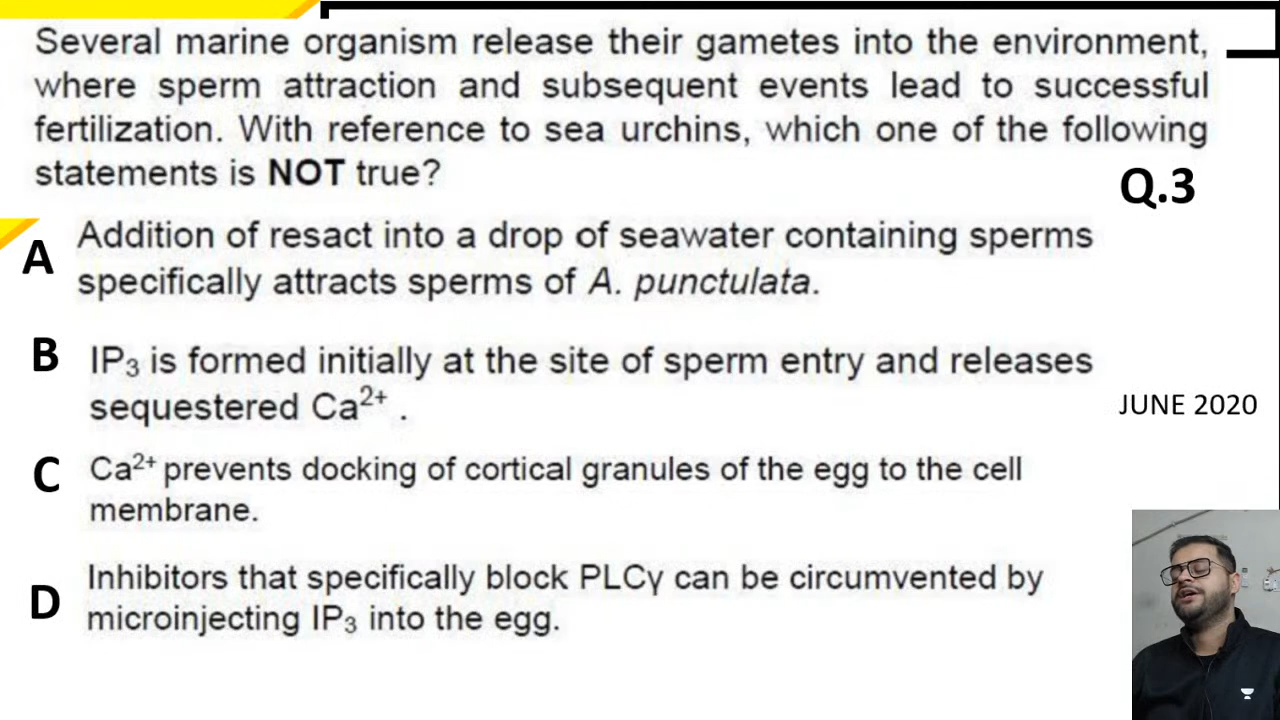 Several marine organism release their gametes into the environment,
where sperm attraction and subsequent events lead to successful
fertilization. With reference to sea urchins, which one of the following
statements is NOT true?
Q.3
A Addition of resact into a drop of seawater containing sperms
specifically attracts sperms of A. punctulata.
B IP₃ is formed initially at the site of sperm entry and releases
sequestered Ca²⁺ .
JUNE 2020
C Ca²⁺ prevents docking of cortical granules of the egg to the cell
membrane.
D Inhibitors that specifically block PLCγ can be circumvented by
microinjecting IP₃ into the egg.